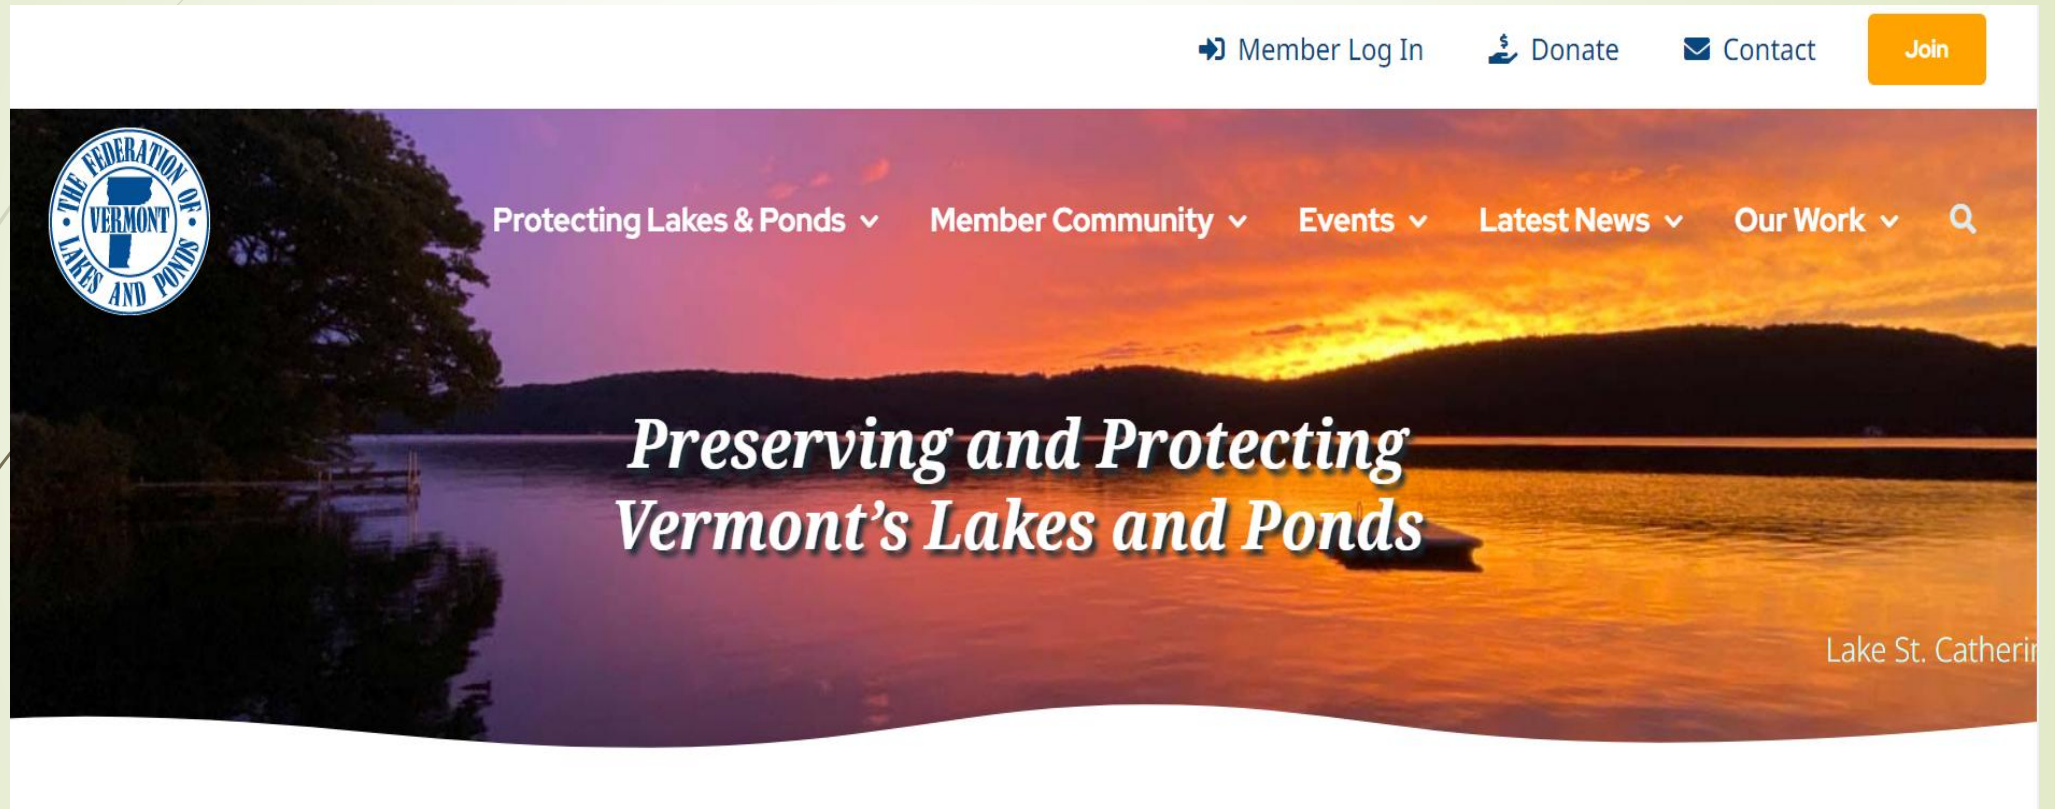 Member Log In Donate Contact Join
THE FEDERATION OF
VERMONT
LAKES AND PONDS
Protecting Lakes & Ponds Member Community Events Latest News Our Work
Preserving and Protecting
Vermont’s Lakes and Ponds
Lake St.